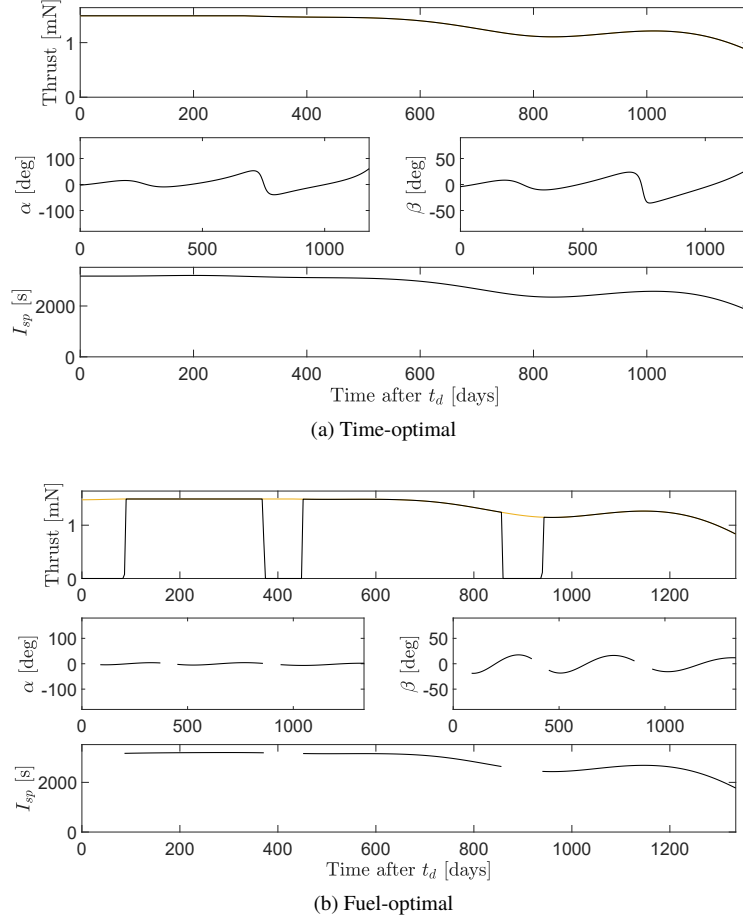 Thrust [mN]
1
0
0 200 400 600 800 1000
α [deg]
100
0
-100
0 500 1000
β [deg]
50
0
-50
0 500 1000
I_sp [s]
2000
0
0 200 400 600 800 1000
Time after t_d [days]
(a) Time-optimal
Thrust [mN]
1
0
0 200 400 600 800 1000 1200
α [deg]
100
0
-100
0 500 1000
β [deg]
50
0
-50
0 500 1000
I_sp [s]
2000
0
0 200 400 600 800 1000 1200
Time after t_d [days]
(b) Fuel-optimal